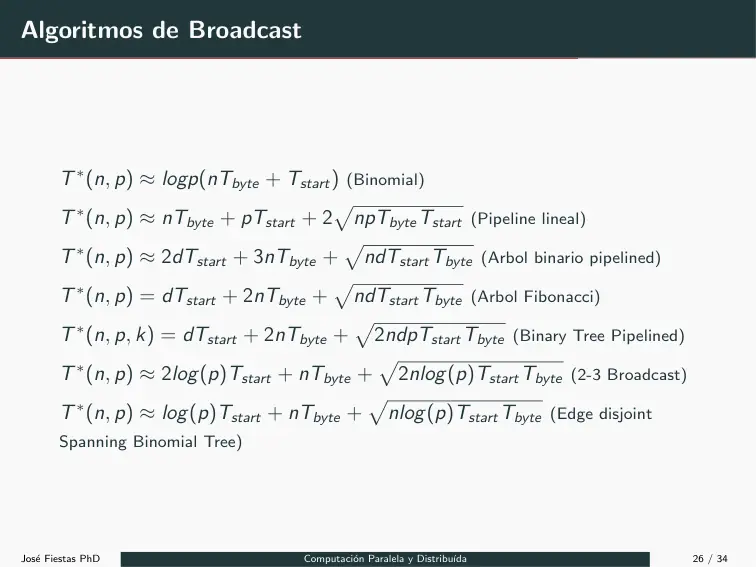 Algoritmos de Broadcast
T*(n, p) ≈ logp(nT_byte + T_start) (Binomial)
T*(n, p) ≈ nT_byte + pT_start + 2√(npT_byte T_start) (Pipeline lineal)
T*(n, p) ≈ 2dT_start + 3nT_byte + √(ndT_start T_byte) (Arbol binario pipelined)
T*(n, p) = dT_start + 2nT_byte + √(ndT_start T_byte) (Arbol Fibonacci)
T*(n, p, k) = dT_start + 2nT_byte + √(2ndpT_start T_byte) (Binary Tree Pipelined)
T*(n, p) ≈ 2log(p)T_start + nT_byte + √(2nlog(p)T_start T_byte) (2-3 Broadcast)
T*(n, p) ≈ log(p)T_start + nT_byte + √(nlog(p)T_start T_byte) (Edge disjoint
Spanning Binomial Tree)
José Fiestas PhD Computación Paralela y Distribuída 26 / 34